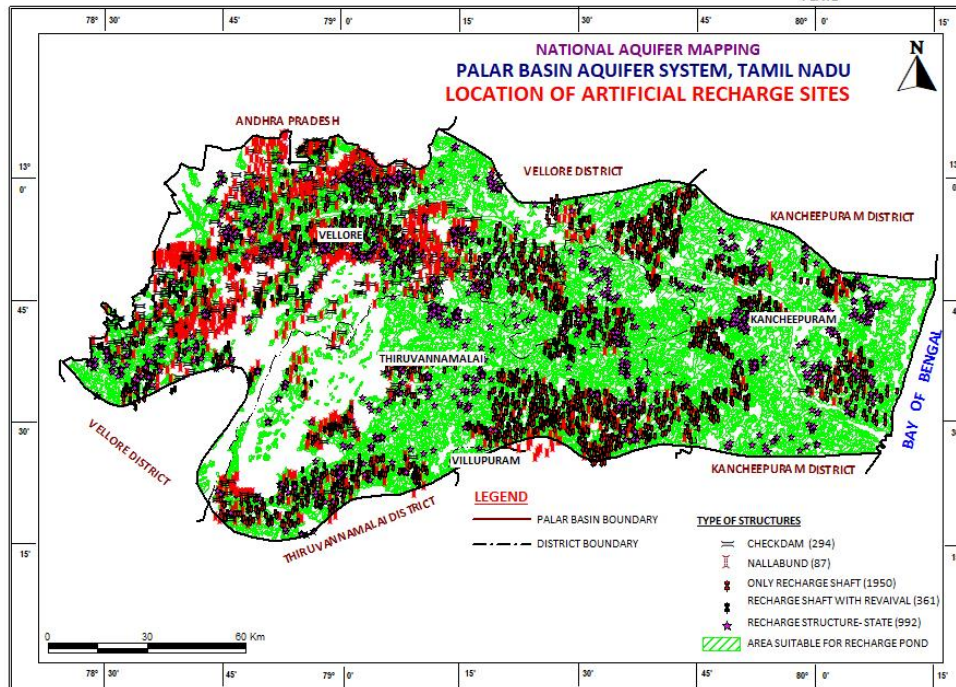 78° 30' 45' 79° 0' 15' 30' 45' 80° 0' 15'
NATIONAL AQUIFER MAPPING
PALAR BASIN AQUIFER SYSTEM, TAMIL NADU
LOCATION OF ARTIFICIAL RECHARGE SITES
N
ANDHRA PRADESH
13° 0'
VELLORE DISTRICT
KANCHEEPURAM DISTRICT
VELLORE
45'
KANCHEEPURAM
THIRUVANNAMALAI
BAY OF BENGAL
30'
VELLORE DISTRICT
VILLUPURAM
KANCHEEPURAM DISTRICT
THIRUVANNAMALAI DISTRICT
LEGEND
PALAR BASIN BOUNDARY
DISTRICT BOUNDARY
TYPE OF STRUCTURES
CHECKDAM (294)
NALLABUND (87)
ONLY RECHARGE SHAFT (1950)
RECHARGE SHAFT WITH REVAIVAL (361)
RECHARGE STRUCTURE- STATE (992)
AREA SUITABLE FOR RECHARGE POND
15'
0 30 60 Km
78° 30' 45' 79° 0' 15' 30' 45' 80° 0' 15'